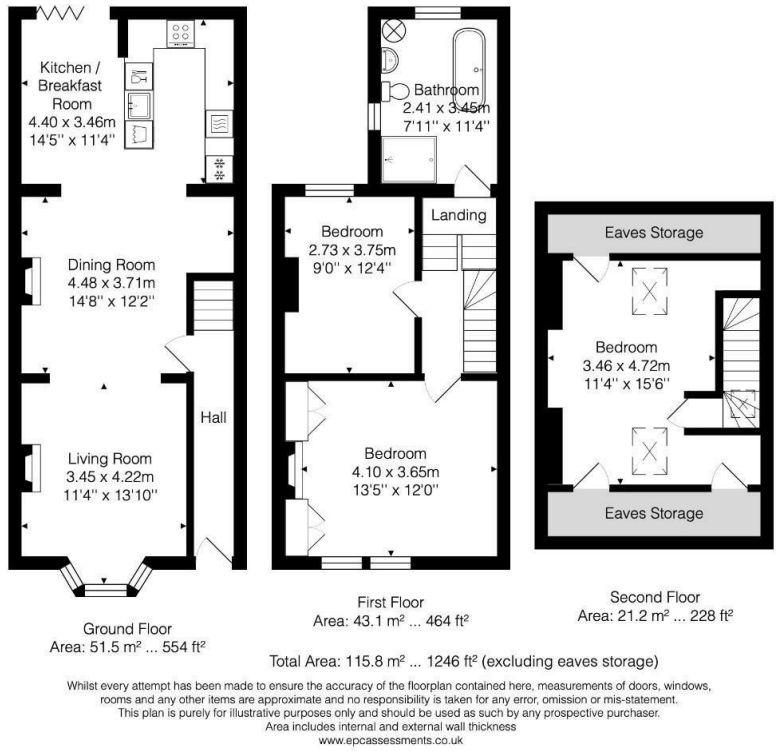 Kitchen /
Breakfast
Room
4.40 x 3.46m
14'5'' x 11'4''
Dining Room
4.48 x 3.71m
14'8'' x 12'2''
Hall
Living Room
3.45 x 4.22m
11'4'' x 13'10''
Ground Floor
Area: 51.5 m² ... 554 ft²
Bathroom
2.41 x 3.45m
7'11'' x 11'4''
Landing
Bedroom
2.73 x 3.75m
9'0'' x 12'4''
Bedroom
4.10 x 3.65m
13'5'' x 12'0''
First Floor
Area: 43.1 m² ... 464 ft²
Eaves Storage
Bedroom
3.46 x 4.72m
11'4'' x 15'6''
Eaves Storage
Second Floor
Area: 21.2 m² ... 228 ft²
Total Area: 115.8 m² ... 1246 ft² (excluding eaves storage)
Whilst every attempt has been made to ensure the accuracy of the floorplan contained here, measurements of doors, windows,
rooms and any other items are approximate and no responsibility is taken for any error, omission or mis-statement.
This plan is purely for illustrative purposes only and should be used as such by any prospective purchaser.
Area includes internal and external wall thickness
www.epcassessments.co.uk